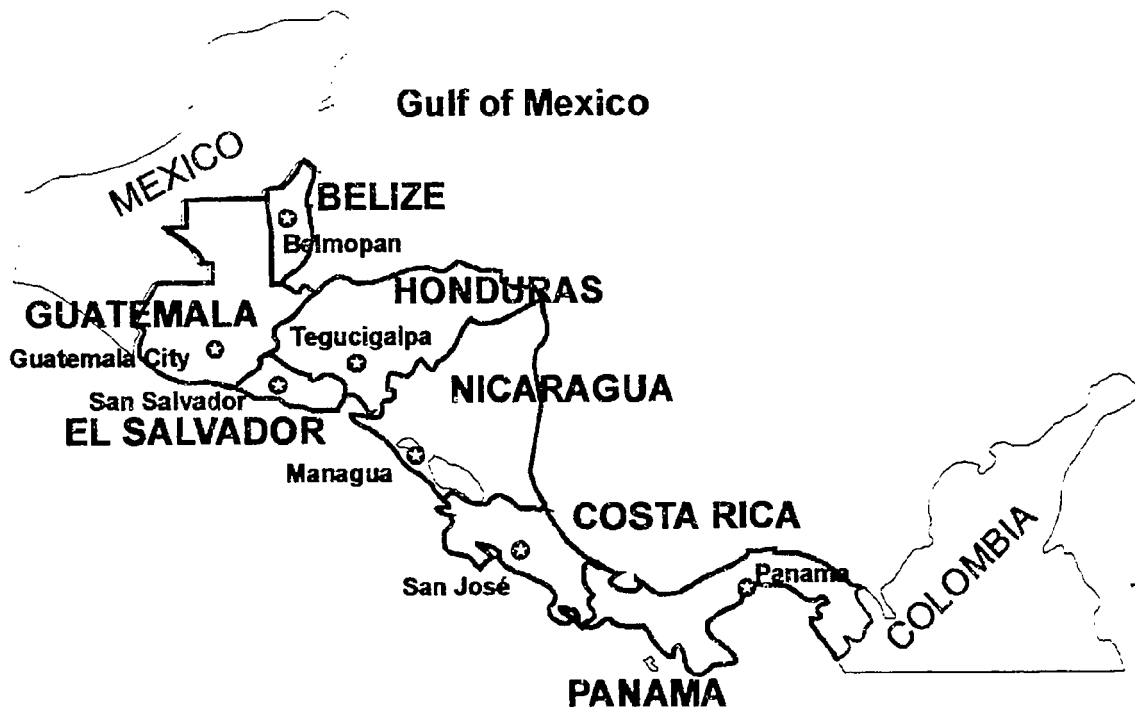 Gulf of Mexico
MEXICO
BELIZE
Belmopan
HONDURAS
GUATEMALA
Tegucigalpa
Guatemala City
NICARAGUA
San Salvador
EL SALVADOR
Managua
COSTA RICA
COLOMBIA
Panama
San José
PANAMA